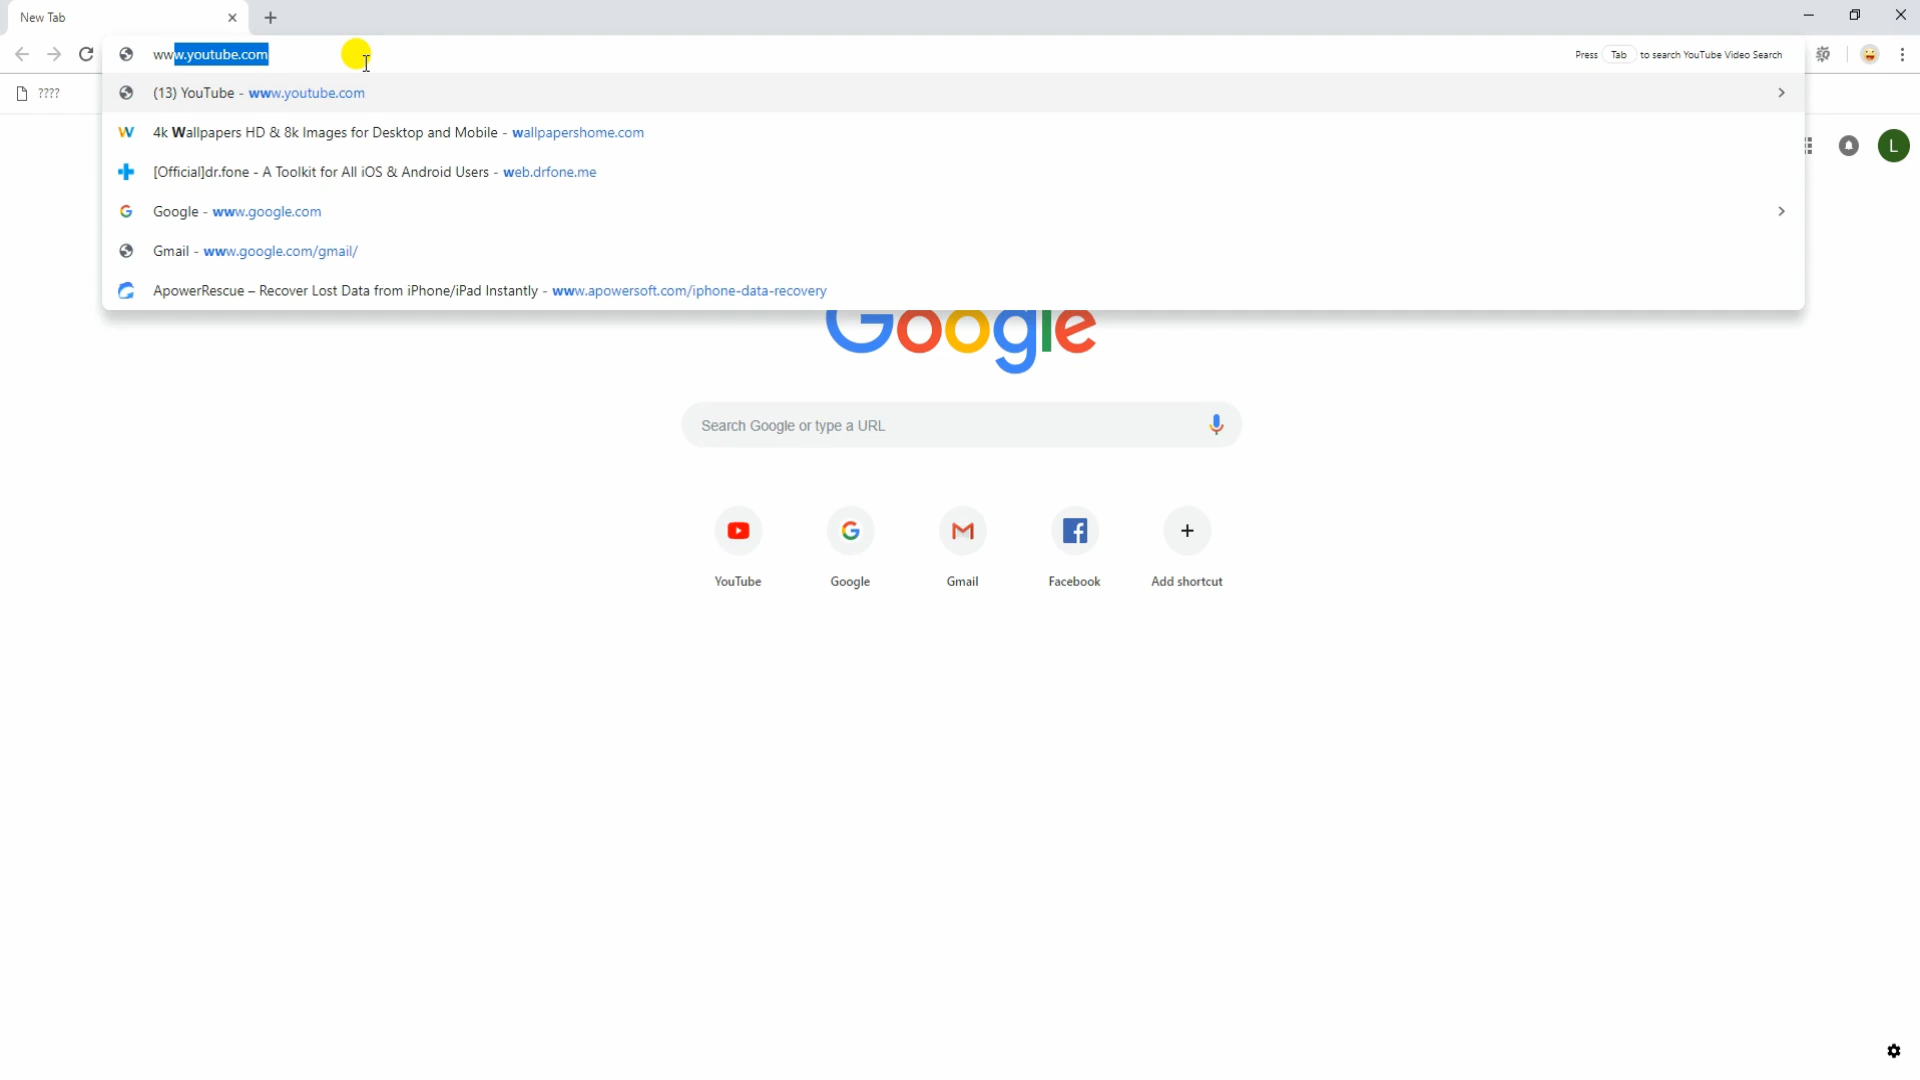 New Tab
www.youtube.com
Press Tab to search YouTube Video Search
????
(13) YouTube - www.youtube.com
4k Wallpapers HD & 8k Images for Desktop and Mobile - wallpapershome.com
[Official]dr.fone - A Toolkit for All iOS & Android Users - web.drfone.me
Google - www.google.com
Gmail - www.google.com/gmail/
ApowerRescue – Recover Lost Data from iPhone/iPad Instantly - www.apowersoft.com/iphone-data-recovery
L
Google
Search Google or type a URL
YouTube
Google
Gmail
Facebook
Add shortcut